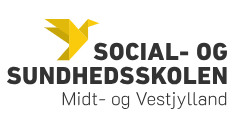 SOCIAL- OG
SUNDHEDSSKOLEN
Midt- og Vestjylland